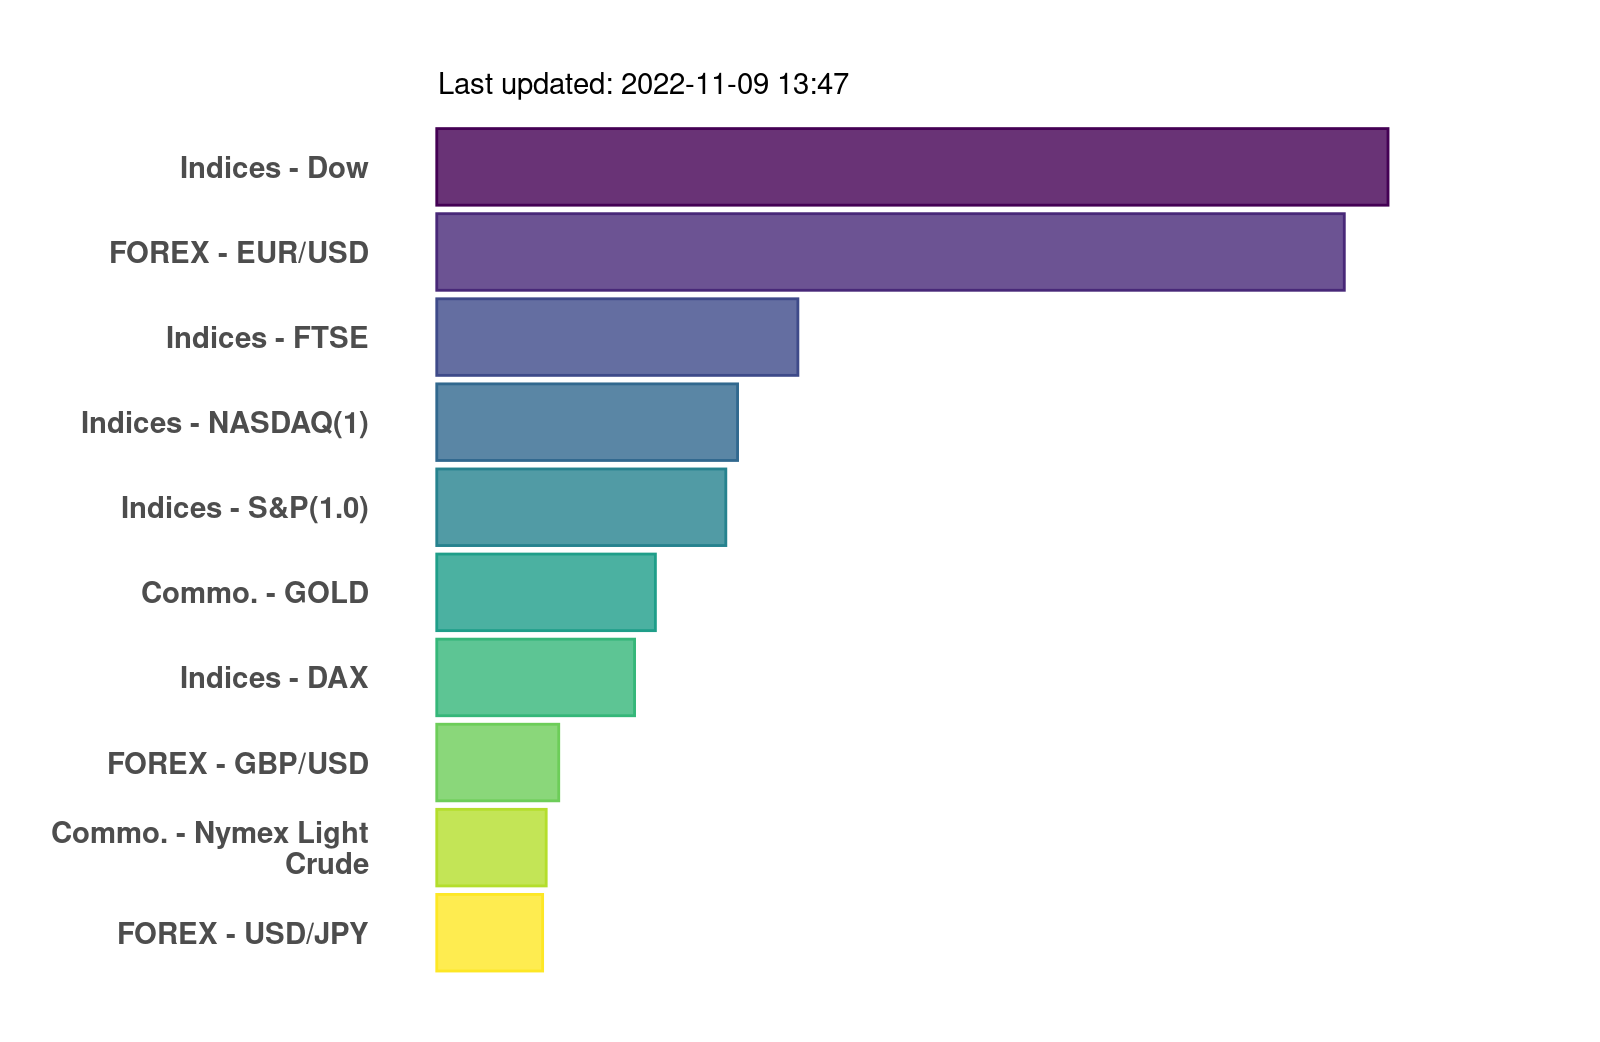 Last updated: 2022-11-09 13:47
Indices - Dow
FOREX - EUR/USD
Indices - FTSE
Indices - NASDAQ(1)
Indices - S&P(1.0)
Commo. - GOLD
Indices - DAX
FOREX - GBP/USD
Commo. - Nymex Light
Crude
FOREX - USD/JPY